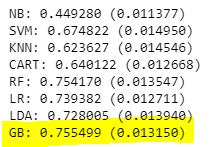 NB: 0.449280 (0.011377)
SVM: 0.674822 (0.014950)
KNN: 0.623627 (0.014546)
CART: 0.640122 (0.012668)
RF: 0.754170 (0.013547)
LR: 0.739382 (0.012711)
LDA: 0.728005 (0.013940)
GB: 0.755499 (0.013150)